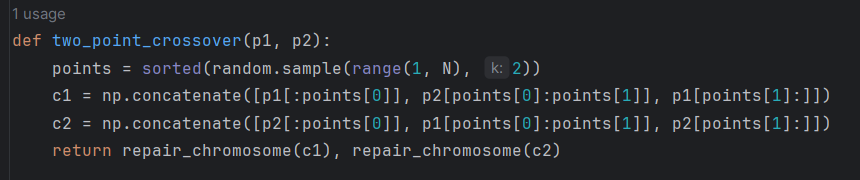 1 usage
def two_point_crossover(p1, p2):
    points = sorted(random.sample(range(1, N), k: 2))
    c1 = np.concatenate([p1[:points[0]], p2[points[0]:points[1]], p1[points[1]:]])
    c2 = np.concatenate([p2[:points[0]], p1[points[0]:points[1]], p2[points[1]:]])
    return repair_chromosome(c1), repair_chromosome(c2)